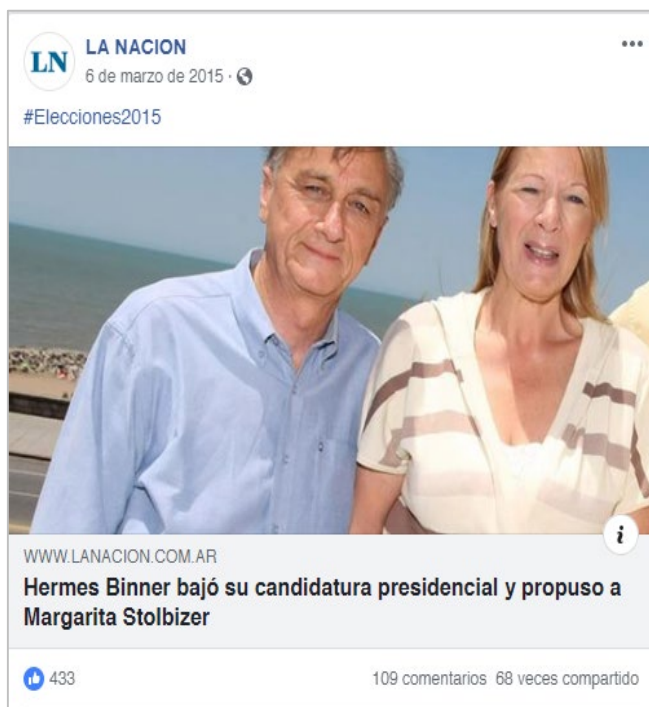 LN
LA NACION
6 de marzo de 2015 ·
#Elecciones2015
i
WWW.LANACION.COM.AR
Hermes Binner bajó su candidatura presidencial y propuso a
Margarita Stolbizer
433
109 comentarios 68 veces compartido